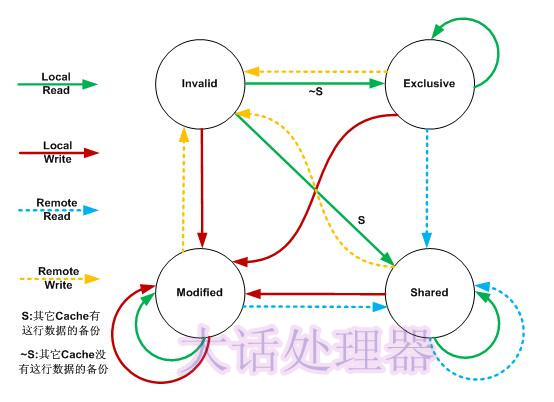 Invalid
Exclusive
Local
Read
~S
Local
Write
Remote
Read
S
Remote
Write
Modified
Shared
S:其它Cache有
这行数据的备份
~S:其它Cache没
有这行数据的备份
大话处理器